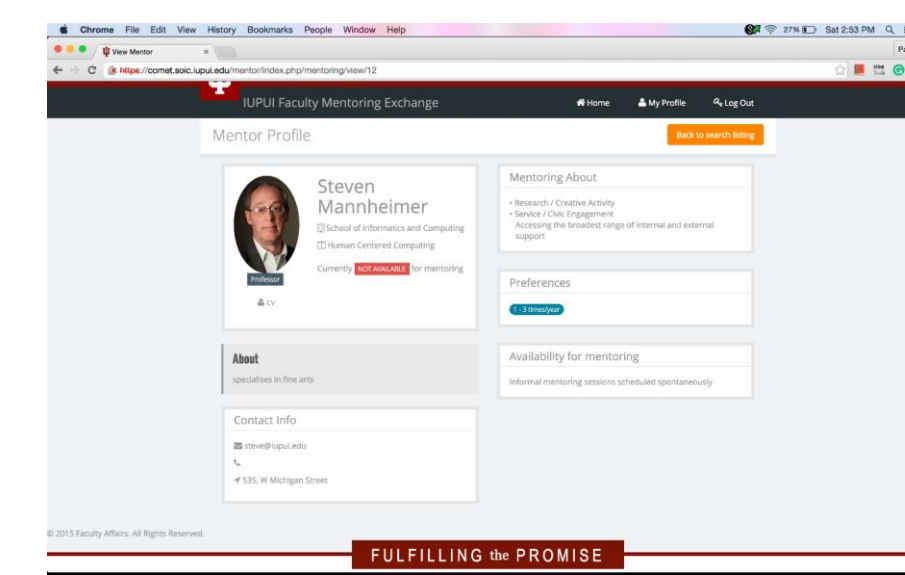 Chrome File Edit View History Bookmarks People Window Help 27% Sat 2:53 PM
View Mentor
https://comet.soic.iupui.edu/mentor/index.php/mentoring/view/12
IUPUI Faculty Mentoring Exchange Home My Profile Log Out
Mentor Profile Back to search listing
Steven
Mannheimer
School of Informatics and Computing
Human Centered Computing
Currently NOT AVAILABLE for mentoring
Professor
cv
About
specialises in fine arts
Contact Info
steve@iupui.edu
535, W Michigan Street
Mentoring About
• Research / Creative Activity
• Service / Civic Engagement
Accessing the broadest range of internal and external
support
Preferences
1 - 3 times/year
Availability for mentoring
Informal mentoring sessions scheduled spontaneously
© 2015 Faculty Affairs. All Rights Reserved.
FULFILLING the PROMISE